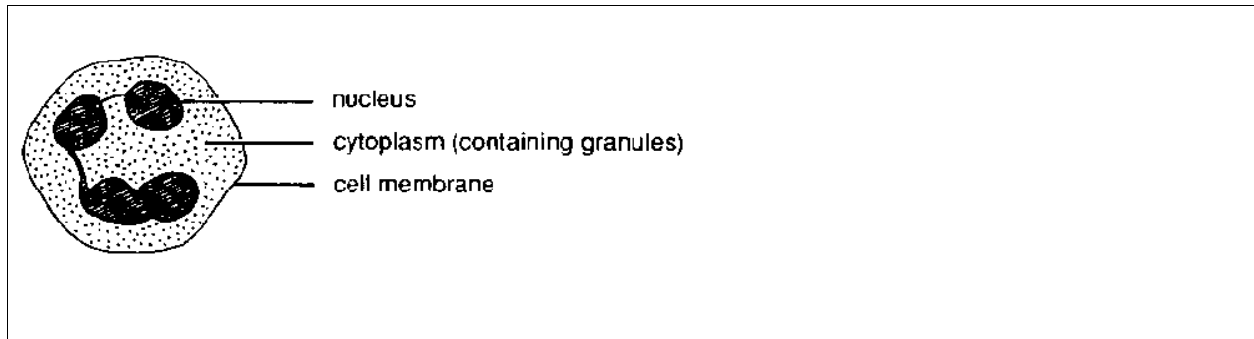 nucleus
cytoplasm (containing granules)
cell membrane